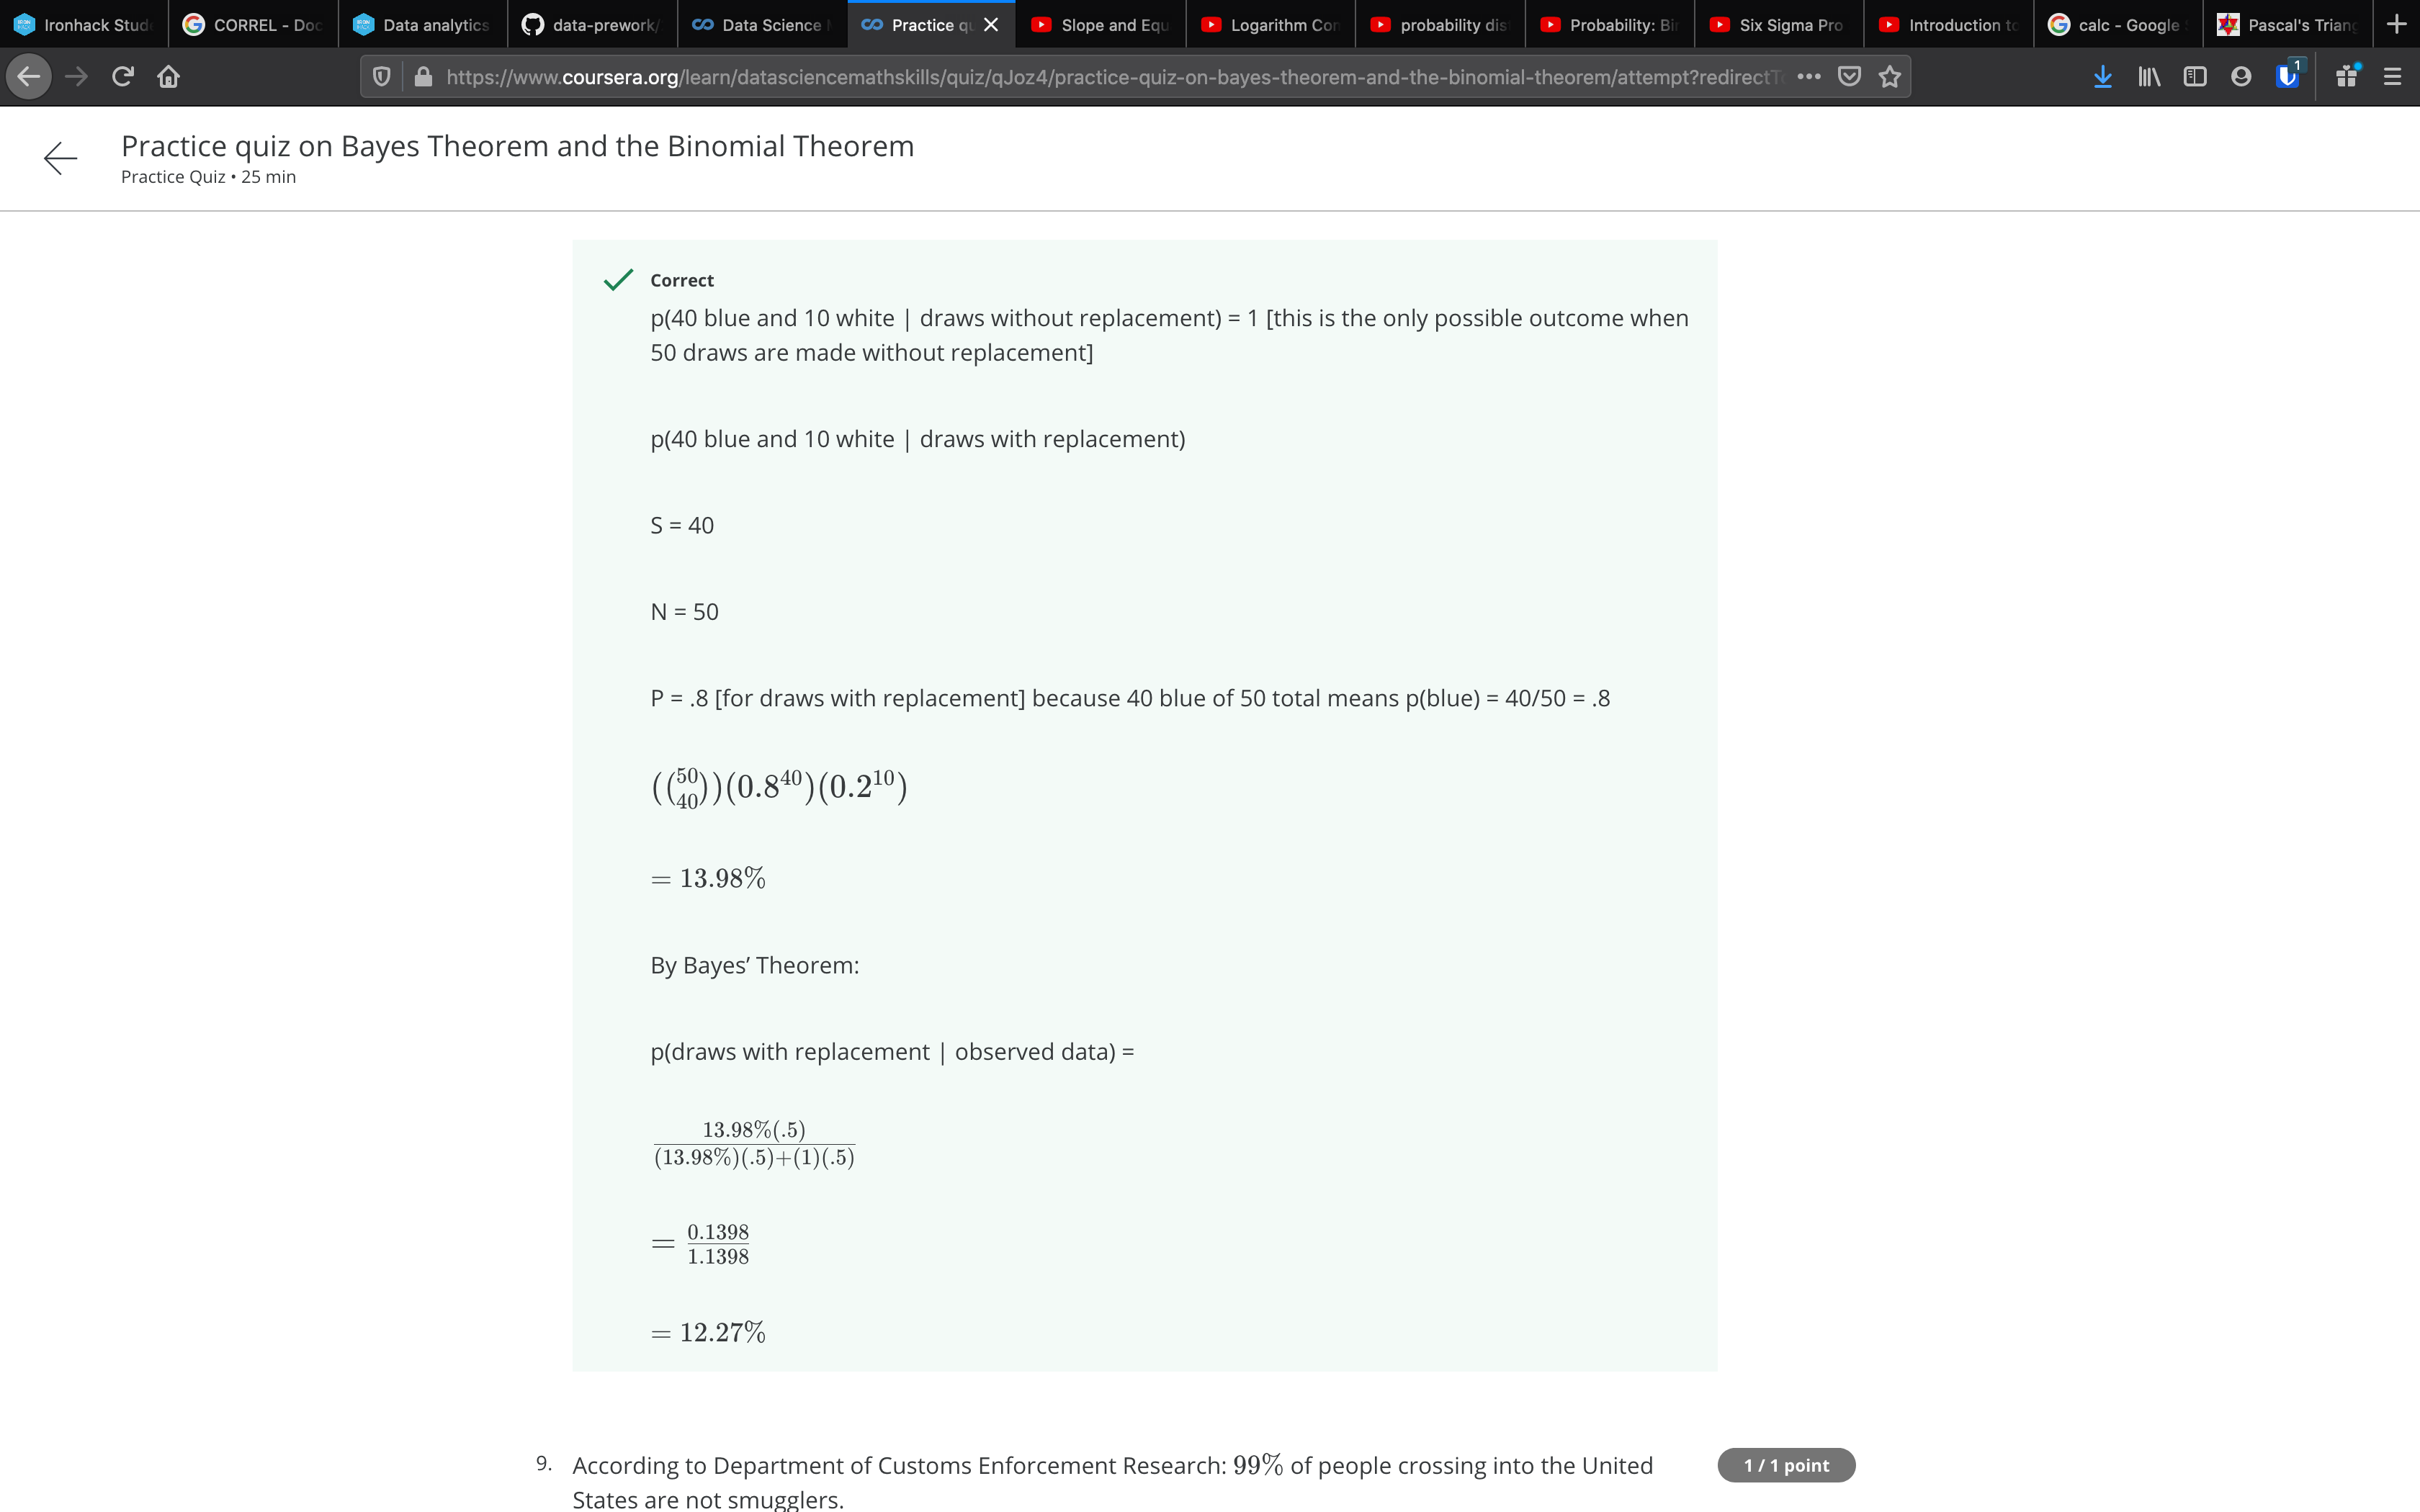 Ironhack Stud
CORREL - Doc
Data analytics
data-prework/
Data Science
Practice qu
Slope and Equ
Logarithm Con
probability dis
Probability: Bi
Six Sigma Pro
Introduction to
calc - Google
Pascal's Triang
https://www.coursera.org/learn/datasciencemathskills/quiz/qJoz4/practice-quiz-on-bayes-theorem-and-the-binomial-theorem/attempt?redirectT
1
Practice quiz on Bayes Theorem and the Binomial Theorem
Practice Quiz • 25 min
Correct
p(40 blue and 10 white | draws without replacement) = 1 [this is the only possible outcome when
50 draws are made without replacement]
p(40 blue and 10 white | draws with replacement)
S = 40
N = 50
P = .8 [for draws with replacement] because 40 blue of 50 total means p(blue) = 40/50 = .8
((50 40))(0.8^40)(0.2^10)
= 13.98%
By Bayes’ Theorem:
p(draws with replacement | observed data) =
13.98%(.5)
(13.98%)(.5)+(1)(.5)
= 0.1398
1.1398
= 12.27%
9. According to Department of Customs Enforcement Research: 99% of people crossing into the United
States are not smugglers.
1 / 1 point